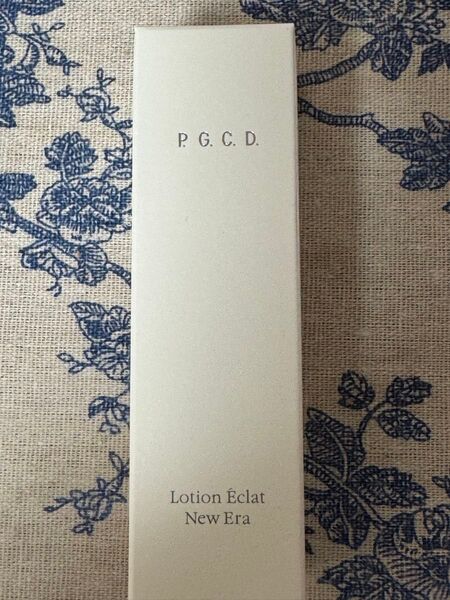 P. G. C. D.
Lotion Éclat
New Era